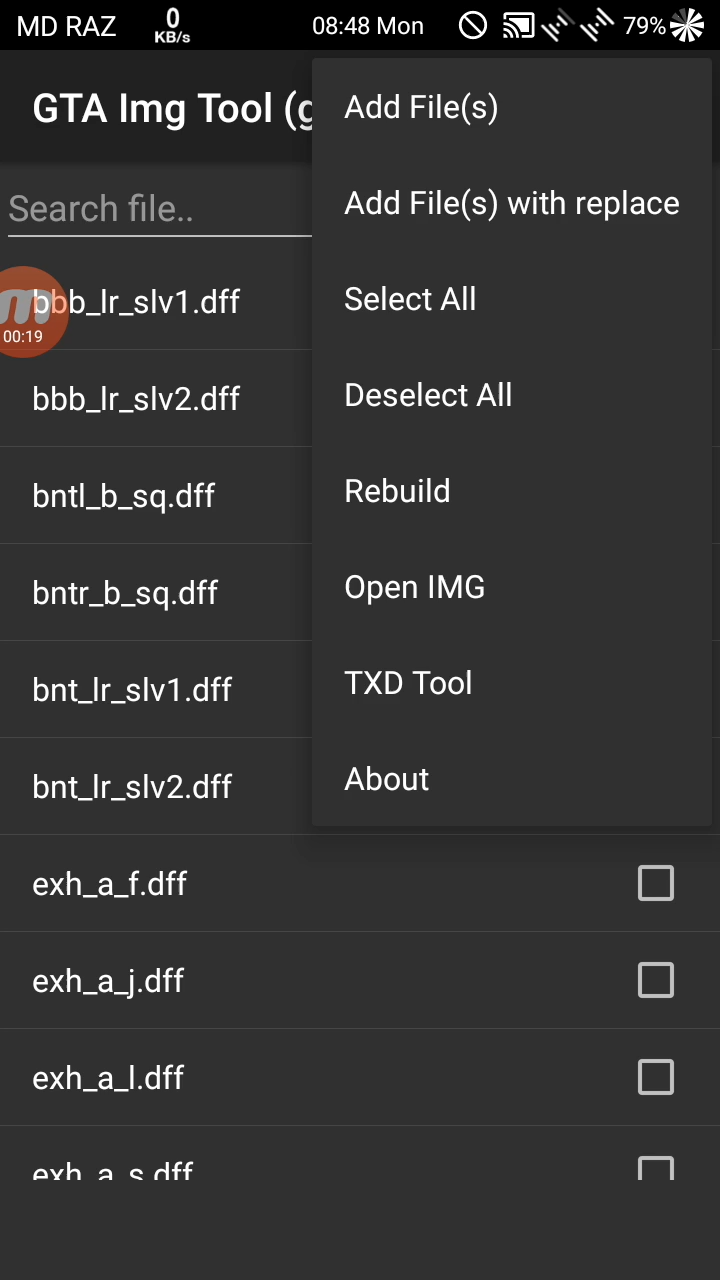 MD RAZ 0 KB/s 08:48 Mon 79%
GTA Img Tool (g
Search file..
Add File(s)
Add File(s) with replace
Select All
Deselect All
Rebuild
Open IMG
TXD Tool
About
m
00:19
bbb_lr_slv1.dff
bbb_lr_slv2.dff
bntl_b_sq.dff
bntr_b_sq.dff
bnt_lr_slv1.dff
bnt_lr_slv2.dff
exh_a_f.dff
exh_a_j.dff
exh_a_l.dff
exh_a_s.dff